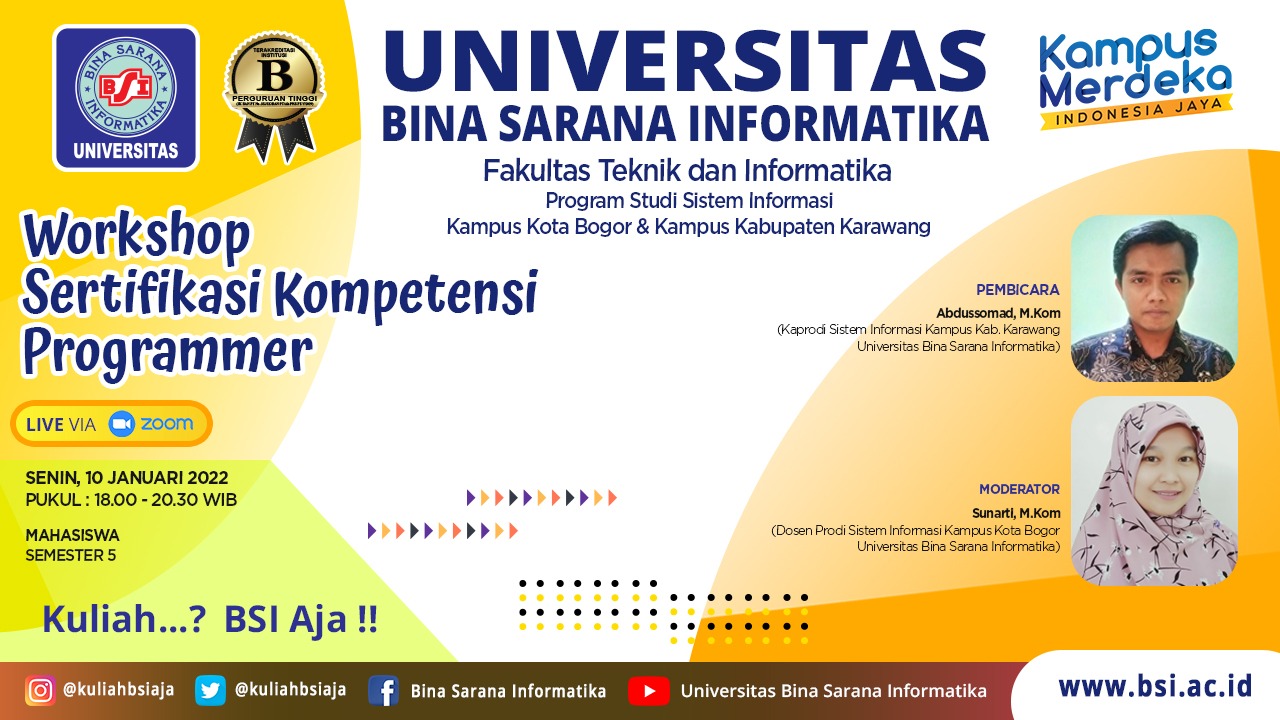 BINA SARANA
BSI
INFORMATIKA
UNIVERSITAS
TERAKREDITASI
INSTITUSI
B
PERGURUAN TINGGI
UNIVERSITAS
BINA SARANA INFORMATIKA
Fakultas Teknik dan Informatika
Program Studi Sistem Informasi
Kampus Kota Bogor & Kampus Kabupaten Karawang
Kampus
Merdeka
INDONESIA JAYA
Workshop
Sertifikasi Kompetensi
Programmer
LIVE VIA zoom
SENIN, 10 JANUARI 2022
PUKUL : 18.00 - 20.30 WIB
MAHASISWA
SEMESTER 5
Kuliah...? BSI Aja !!
PEMBICARA
Abdussomad, M.Kom
(Kaprodi Sistem Informasi Kampus Kab. Karawang
Universitas Bina Sarana Informatika)
MODERATOR
Sunarti, M.Kom
(Dosen Prodi Sistem Informasi Kampus Kota Bogor
Universitas Bina Sarana Informatika)
@kuliahbsiaja
@kuliahbsiaja
Bina Sarana Informatika
Universitas Bina Sarana Informatika
www.bsi.ac.id